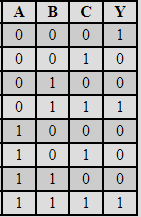 A B C Y
0 0 0 1
0 0 1 0
0 1 0 0
0 1 1 1
1 0 0 0
1 0 1 0
1 1 0 0
1 1 1 1